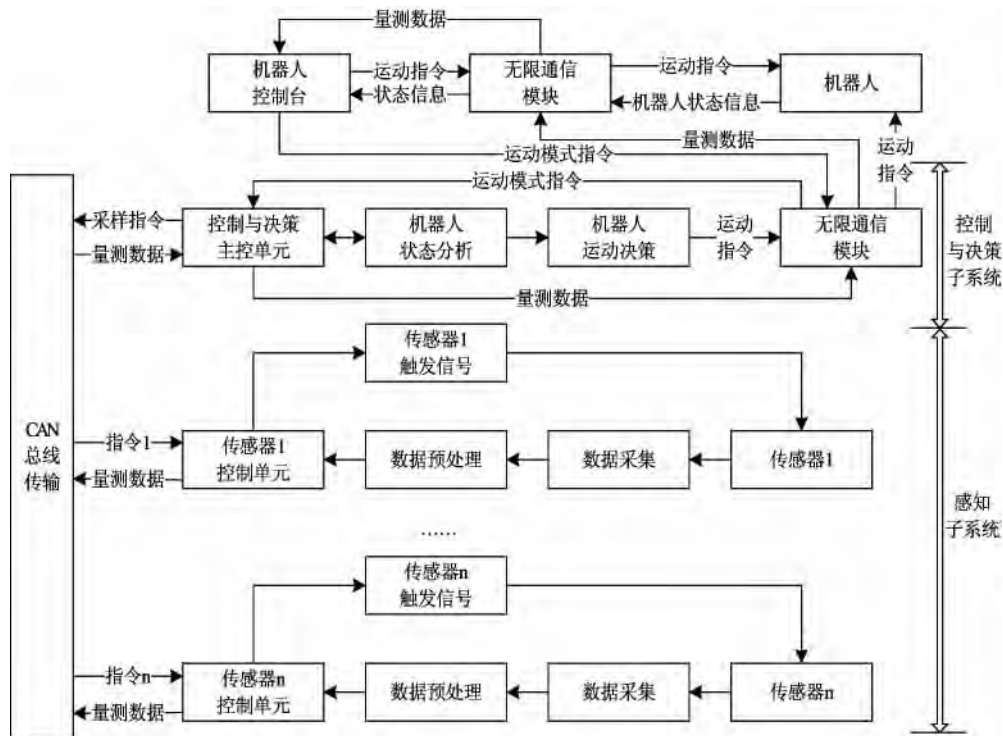 量测数据
机器人
控制台
运动指令
状态信息
无限通信
模块
运动指令
机器人状态信息
机器人
量测数据
运动
指令
运动模式指令
运动模式指令
采样指令
量测数据
控制与决策
主控单元
机器人
状态分析
机器人
运动决策
运动
指令
无限通信
模块
控制
与决策
子系统
量测数据
传感器1
触发信号
CAN
总线
传输
指令1
量测数据
传感器1
控制单元
数据预处理
数据采集
传感器1
感知
子系统
……
传感器n
触发信号
指令n
量测数据
传感器n
控制单元
数据预处理
数据采集
传感器n